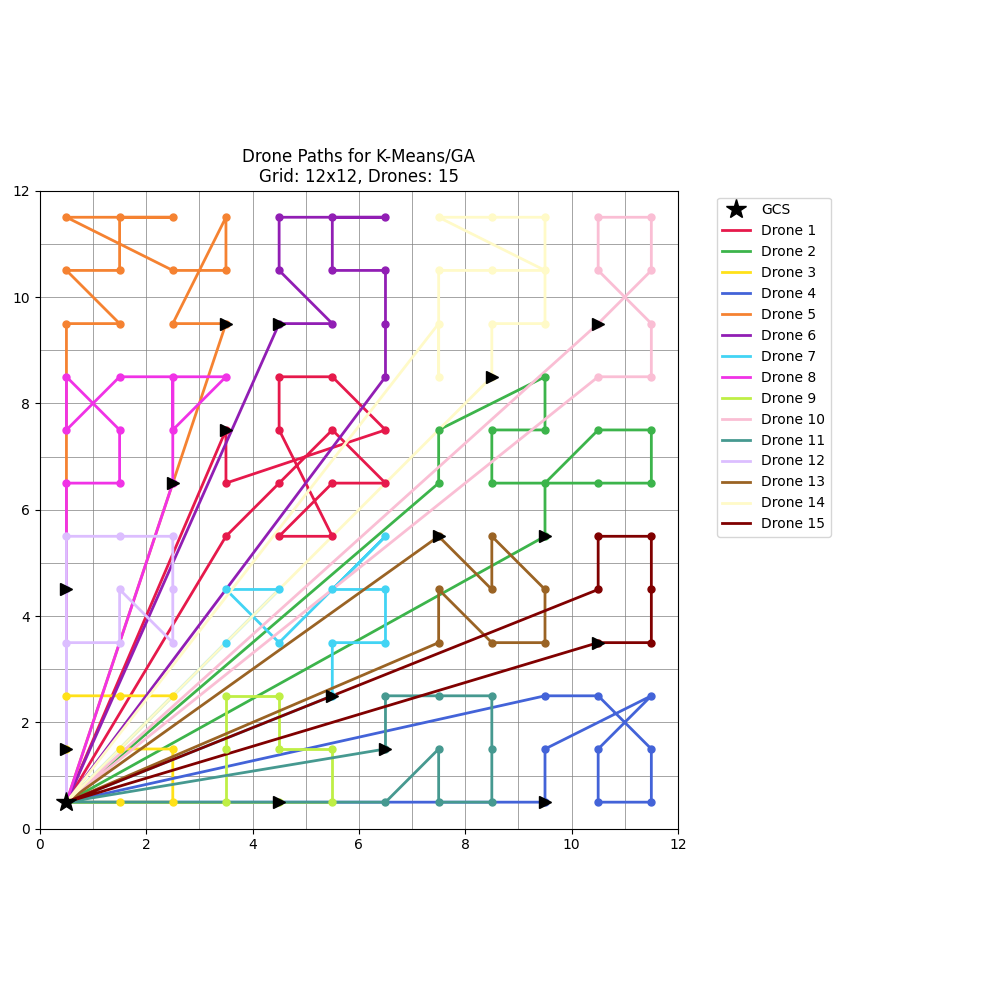 Drone Paths for K-Means/GA
Grid: 12x12, Drones: 15
12
10
8
6
4
2
0
0 2 4 6 8 10 12
GCS
Drone 1
Drone 2
Drone 3
Drone 4
Drone 5
Drone 6
Drone 7
Drone 8
Drone 9
Drone 10
Drone 11
Drone 12
Drone 13
Drone 14
Drone 15